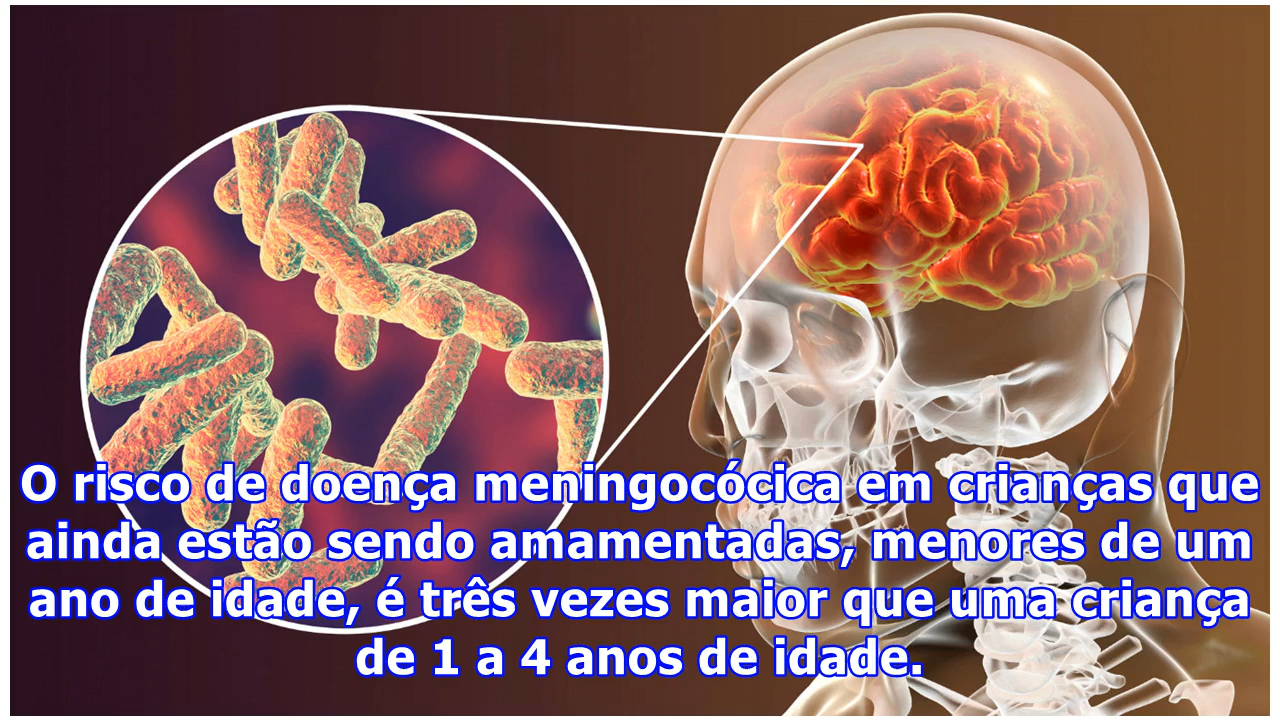 O risco de doença meningocócica em crianças que
ainda estão sendo amamentadas, menores de um
ano de idade, é três vezes maior que uma criança
de 1 a 4 anos de idade.